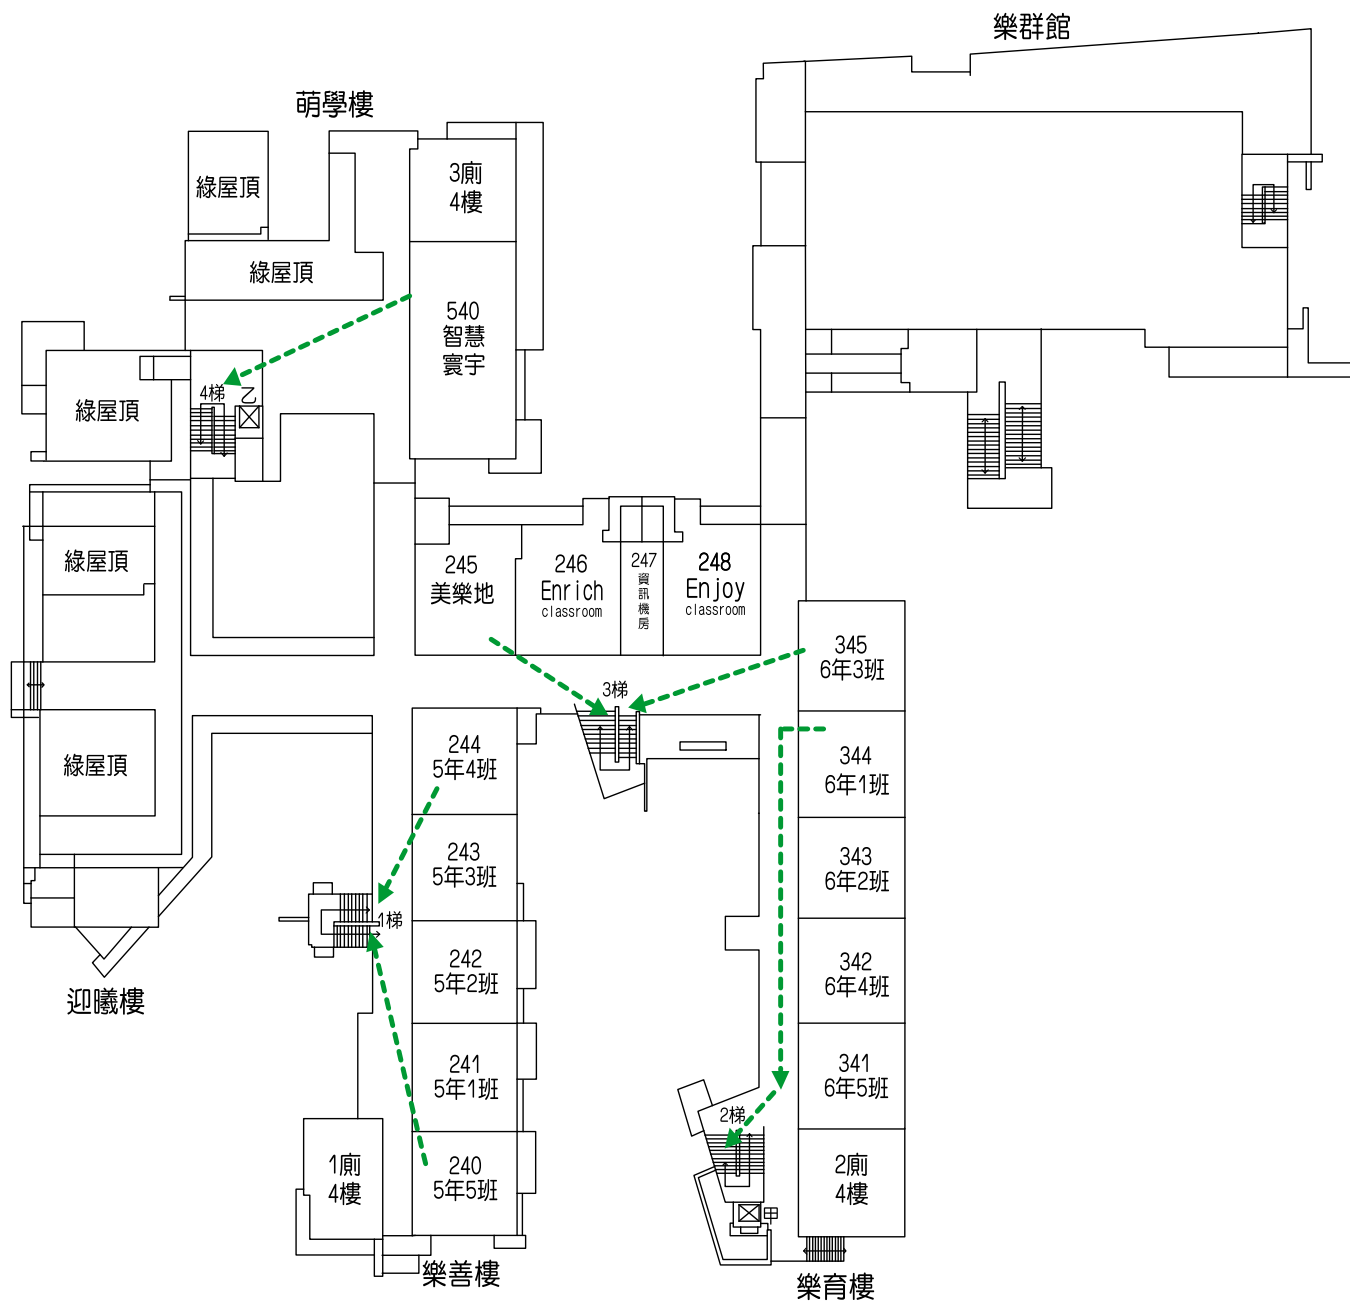 樂群館
萌學樓
3廁
4樓
綠屋頂
綠屋頂
540
智慧
寰宇
綠屋頂
4梯
乙
綠屋頂
245
美樂地
246
Enrich
classroom
247
資訊機房
248
Enjoy
classroom
345
6年3班
3梯
綠屋頂
244
5年4班
344
6年1班
243
5年3班
343
6年2班
1梯
242
5年2班
342
6年4班
迎曦樓
241
5年1班
341
6年5班
2梯
1廁
4樓
240
5年5班
2廁
4樓
甲
樂善樓
樂育樓